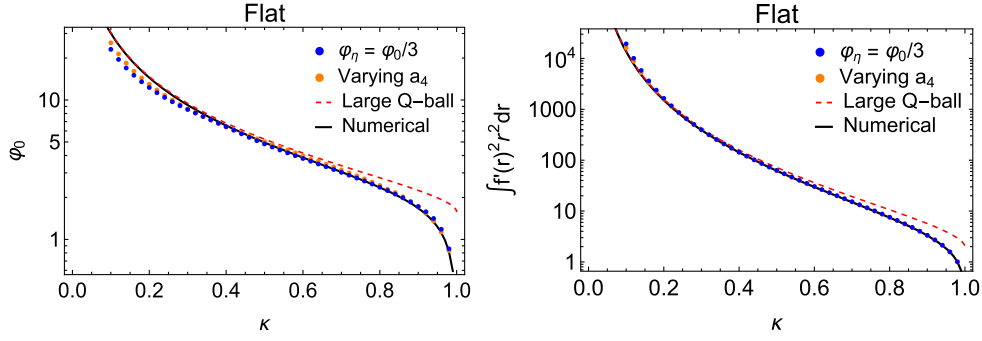 Flat
φ₀
10
5
1
0.0 0.2 0.4 0.6 0.8 1.0
κ
φη = φ₀/3
Varying a₄
Large Q-ball
Numerical
Flat
∫f'(r)²r²dr
10⁴
1000
100
10
1
0.0 0.2 0.4 0.6 0.8 1.0
κ
φη = φ₀/3
Varying a₄
Large Q-ball
Numerical